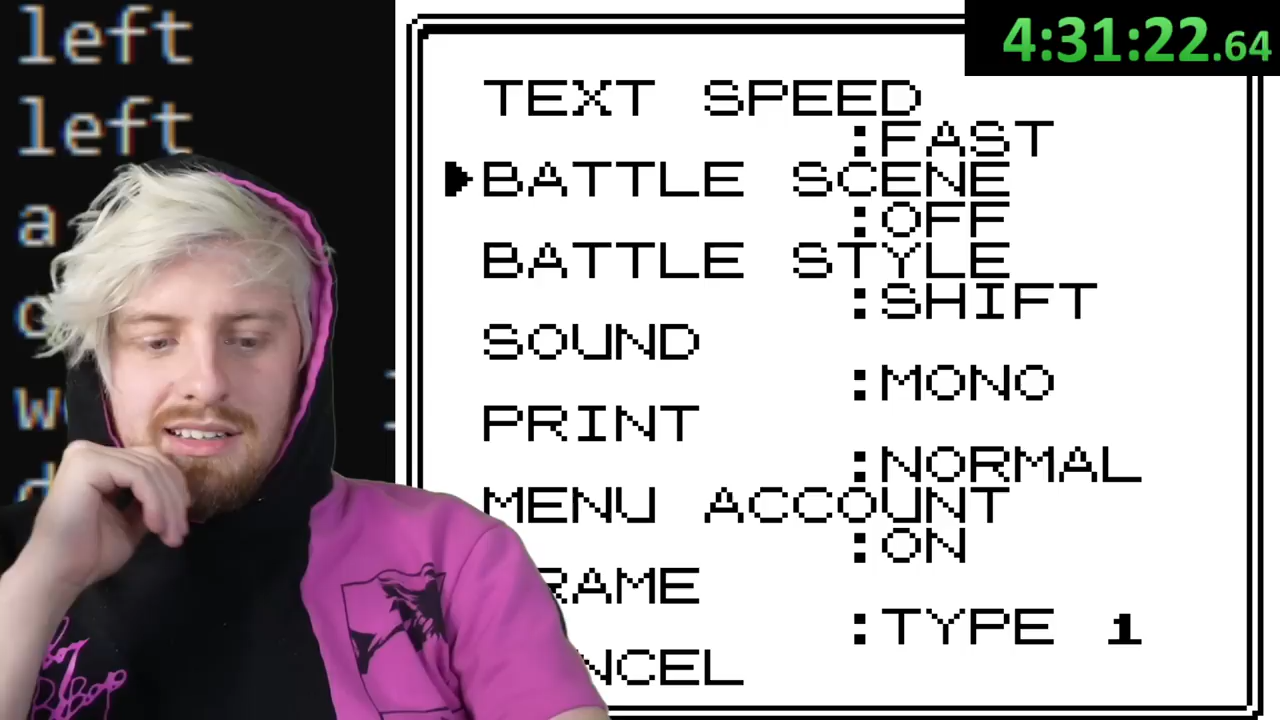 left
left
a
4:31:22.64
TEXT SPEED
:FAST
▶BATTLE SCENE
:OFF
BATTLE STYLE
:SHIFT
SOUND
:MONO
PRINT
:NORMAL
MENU ACCOUNT
:ON
RAME
:TYPE 1
NCEL